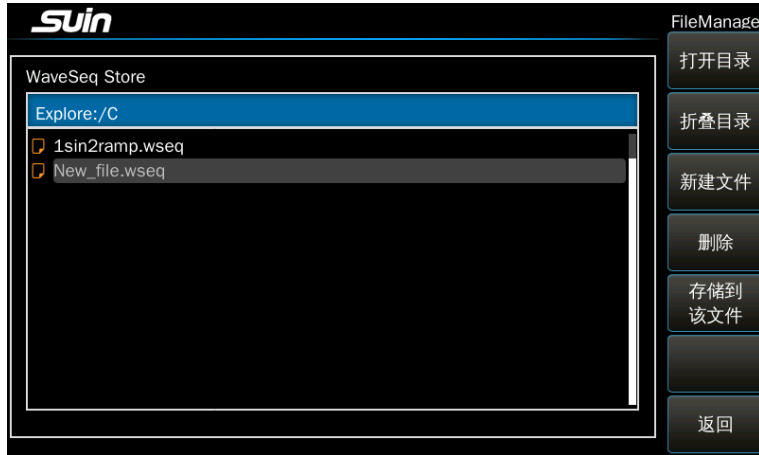 Suin
FileManage
WaveSeq Store
Explore:/C
1sin2ramp.wseq
New_file.wseq
打开目录
折叠目录
新建文件
删除
存储到
该文件
返回